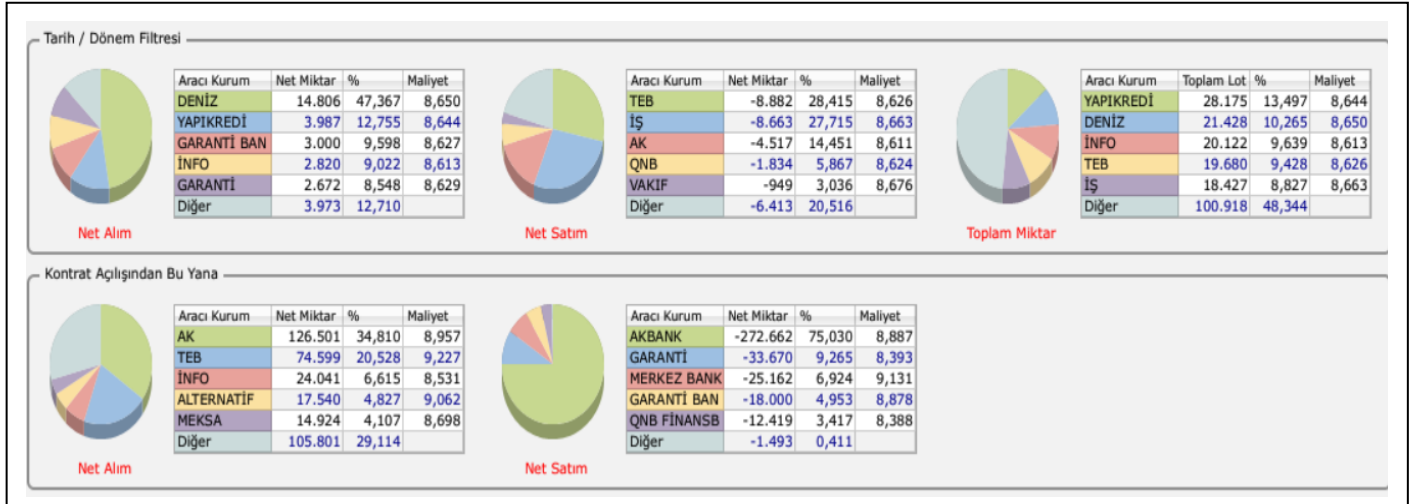 Tarih / Dönem Filtresi
Aracı Kurum Net Miktar % Maliyet
DENİZ 14.806 47,367 8,650
YAPIKREDİ 3.987 12,755 8,644
GARANTİ BAN 3.000 9,598 8,627
İNFO 2.820 9,022 8,613
GARANTİ 2.672 8,548 8,629
Diğer 3.973 12,710
Net Alım
Aracı Kurum Net Miktar % Maliyet
TEB -8.882 28,415 8,626
İŞ -8.663 27,715 8,663
AK -4.517 14,451 8,611
QNB -1.834 5,867 8,624
VAKIF -949 3,036 8,676
Diğer -6.413 20,516
Net Satım
Aracı Kurum Toplam Lot % Maliyet
YAPIKREDİ 28.175 13,497 8,644
DENİZ 21.428 10,265 8,650
İNFO 20.122 9,639 8,613
TEB 19.680 9,428 8,626
İŞ 18.427 8,827 8,663
Diğer 100.918 48,344
Toplam Miktar
Kontrat Açılışından Bu Yana
Aracı Kurum Net Miktar % Maliyet
AK 126.501 34,810 8,957
TEB 74.599 20,528 9,227
İNFO 24.041 6,615 8,531
ALTERNATİF 17.540 4,827 9,062
MEKSA 14.924 4,107 8,698
Diğer 105.801 29,114
Net Alım
Aracı Kurum Net Miktar % Maliyet
AKBANK -272.662 75,030 8,887
GARANTİ -33.670 9,265 8,393
MERKEZ BANK -25.162 6,924 9,131
GARANTİ BAN -18.000 4,953 8,878
QNB FİNANSB -12.419 3,417 8,388
Diğer -1.493 0,411
Net Satım